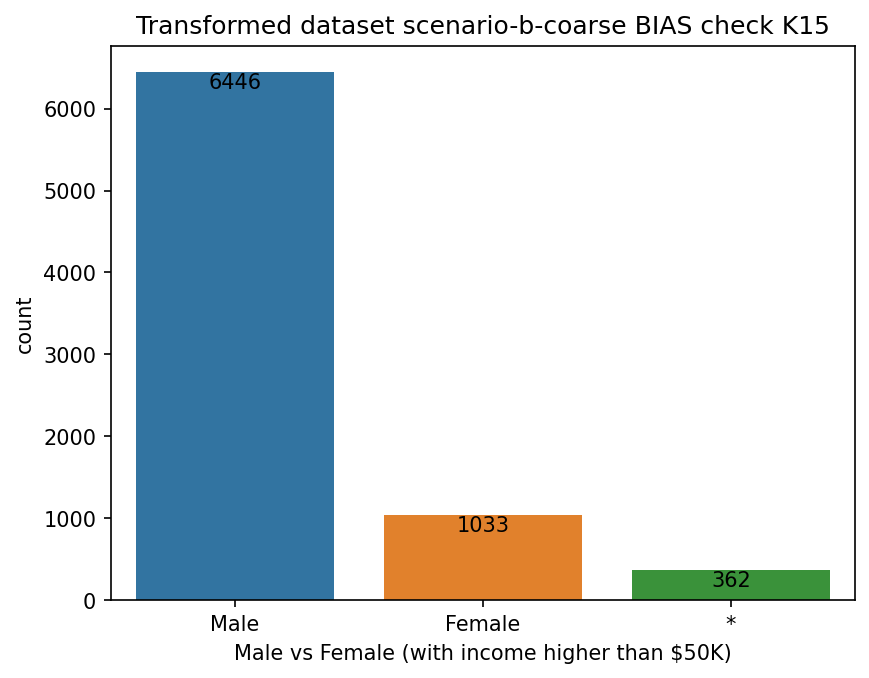 Transformed dataset scenario-b-coarse BIAS check K15
6446
6000
5000
4000
3000
2000
1000
0
count
1033
362
Male
Female
*
Male vs Female (with income higher than $50K)